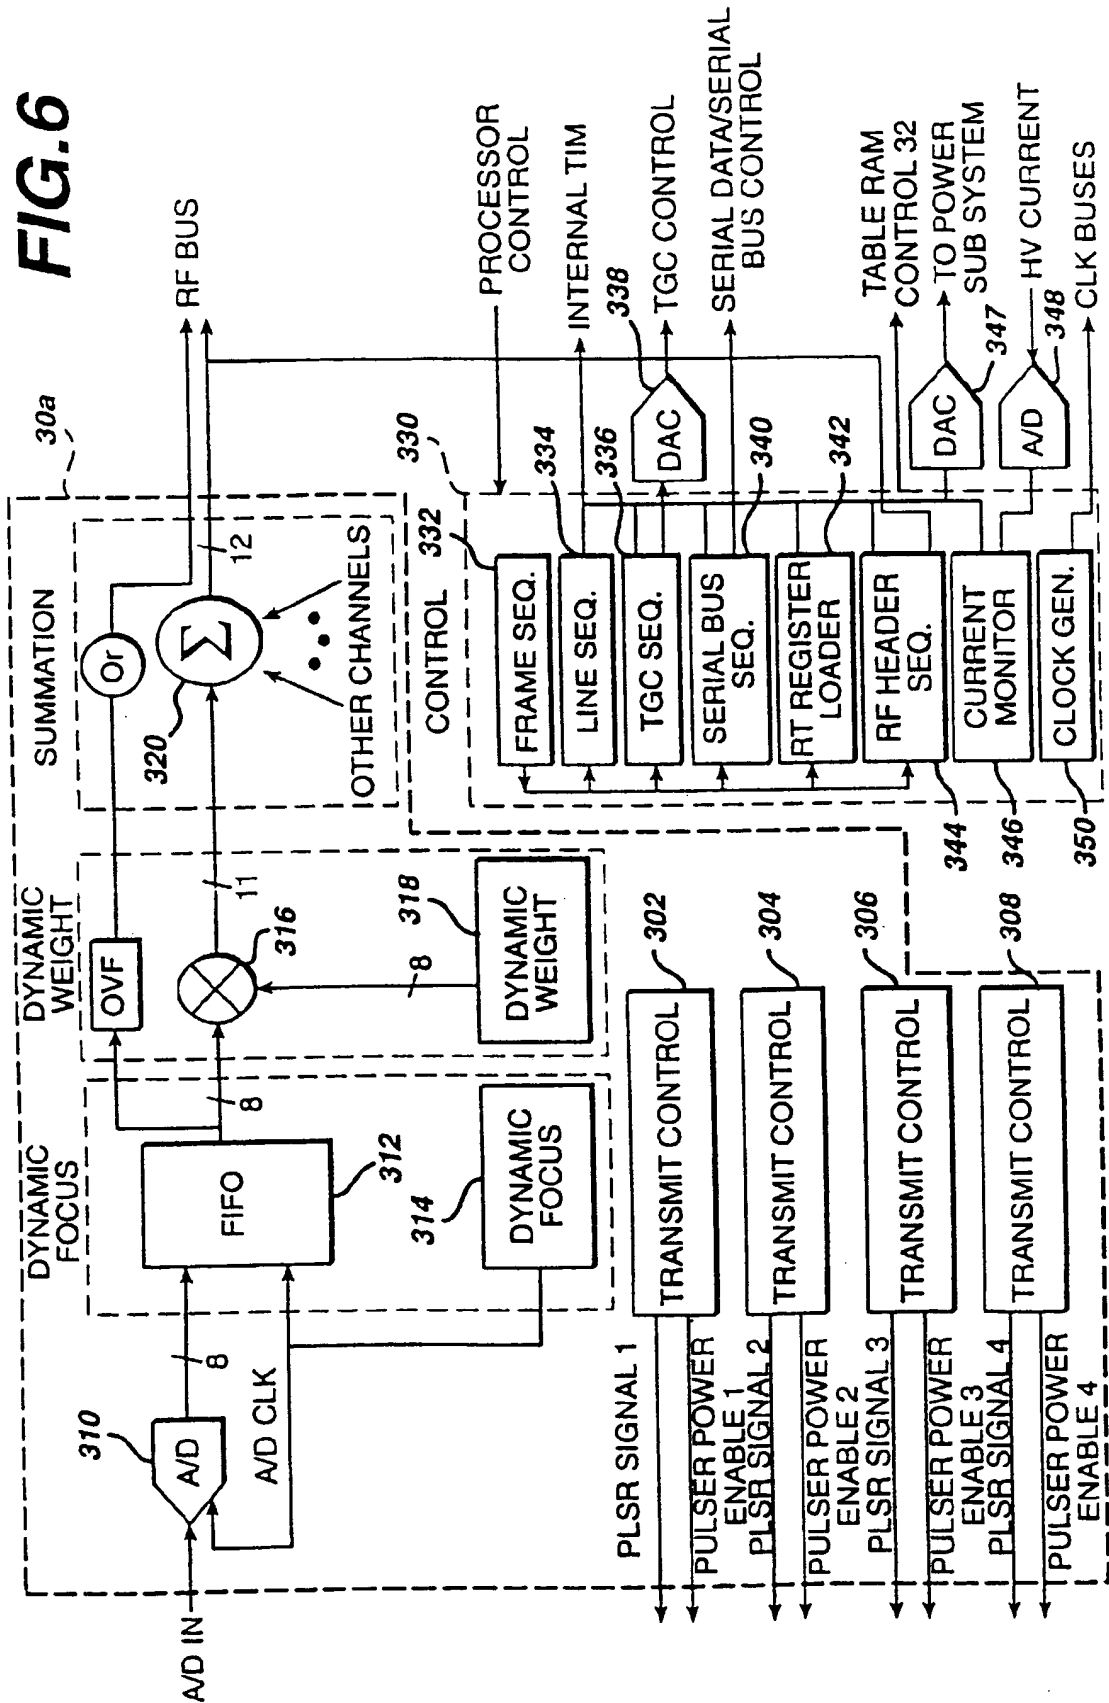 FIG.6
RF BUS
PROCESSOR
CONTROL
INTERNAL TIM
TGC CONTROL
SERIAL DATA/SERIAL
BUS CONTROL
TABLE RAM
CONTROL 32
TO POWER
SUB SYSTEM
HV CURRENT
CLK BUSES
30a
SUMMATION
Or
12
Σ
320
OTHER CHANNELS
DYNAMIC
WEIGHT
OVF
11
316
8
318
DYNAMIC
WEIGHT
DYNAMIC
FOCUS
8
FIFO
312
314
DYNAMIC
FOCUS
8
310
A/D
A/D CLK
A/D IN
CONTROL
330
332
FRAME SEQ.
334
LINE SEQ.
336
TGC SEQ.
338
DAC
340
SERIAL BUS
SEQ.
342
RT REGISTER
LOADER
344
RF HEADER
SEQ.
346
CURRENT
MONITOR
347
DAC
348
A/D
350
CLOCK GEN.
302
TRANSMIT CONTROL
PLSR SIGNAL 1
PULSER POWER
ENABLE 1
304
TRANSMIT CONTROL
PLSR SIGNAL 2
PULSER POWER
ENABLE 2
306
TRANSMIT CONTROL
PLSR SIGNAL 3
PULSER POWER
ENABLE 3
308
TRANSMIT CONTROL
PLSR SIGNAL 4
PULSER POWER
ENABLE 4